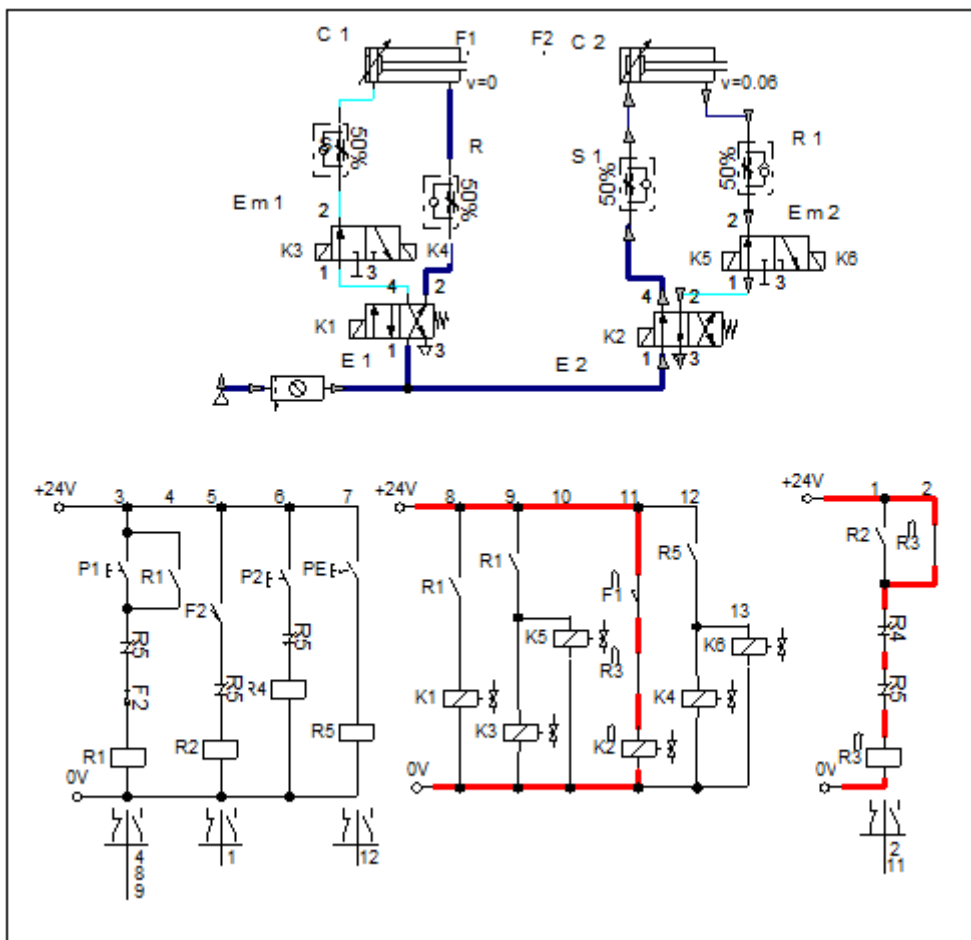 C 1
F1
F2
C 2
v=0
v=0.06
50%
R
50%
S 1
50%
50%
R 1
E m 1
2
K3
1
3
K4
4
2
K1
1
3
E 1
E 2
2
E m 2
K5
K6
1
3
4
2
K2
1
3
+24V
3
4
5
6
7
+24V
8
9
10
11
12
+24V
1
2
P1
R1
F2
P2
PE
R1
R1
F1
R5
R2
R3
R5
F2
R5
R5
R4
K5
R3
13
K6
R4
R5
R1
R2
R5
K1
K3
K2
K4
R3
0V
0V
0V
4
8
9
1
12
2
11